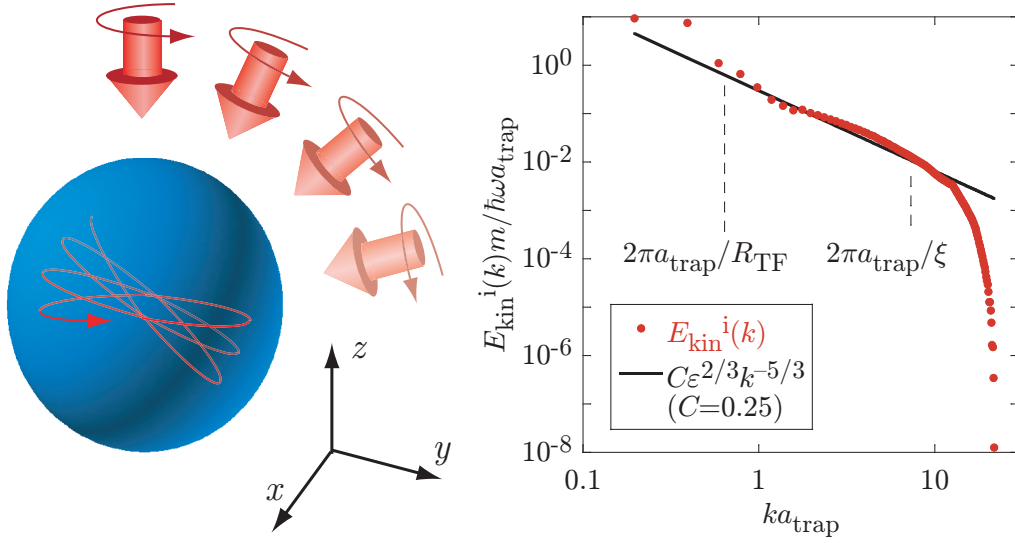 z
y
x
E_kin^i(k)m/ħωa_trap
10^0
10^-2
10^-4
10^-6
10^-8
2πa_trap/R_TF
2πa_trap/ξ
E_kin^i(k)
Cε^2/3k^–5/3
(C=0.25)
0.1
1
10
ka_trap